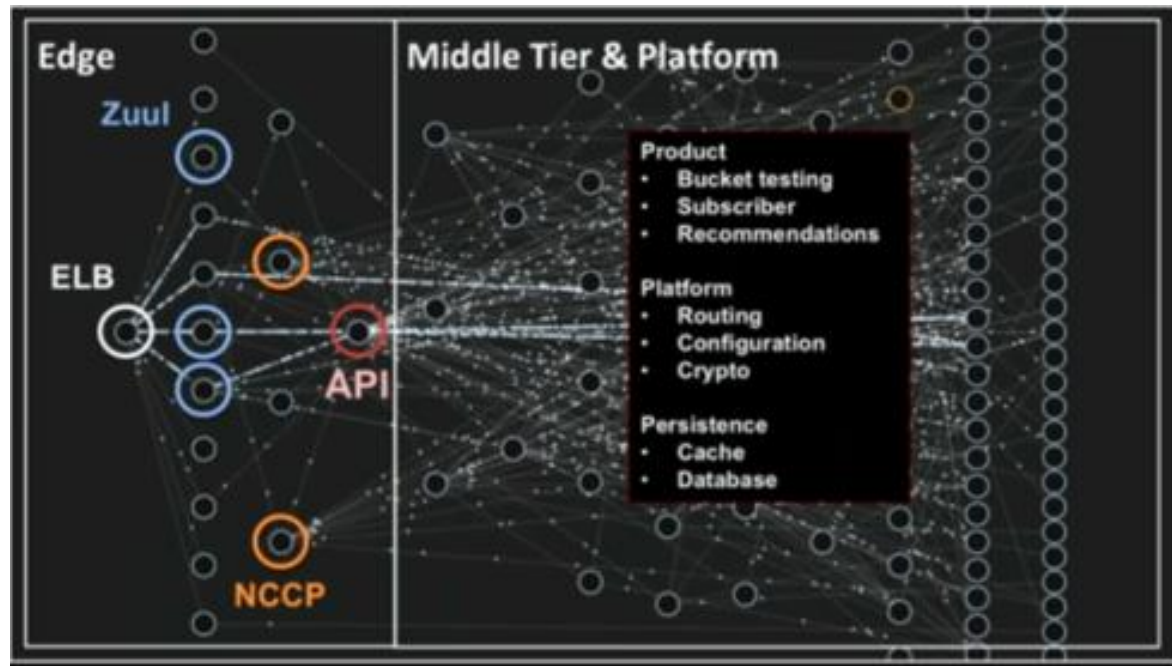 Edge
Middle Tier & Platform
Zuul
ELB
API
NCCP
Product
• Bucket testing
• Subscriber
• Recommendations
Platform
• Routing
• Configuration
• Crypto
Persistence
• Cache
• Database